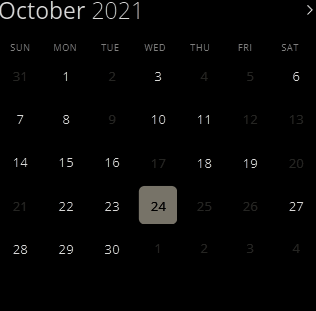 October 2021
SUN MON TUE WED THU FRI SAT
31 1 2 3 4 5 6
7 8 9 10 11 12 13
14 15 16 17 18 19 20
21 22 23 24 25 26 27
28 29 30 1 2 3 4